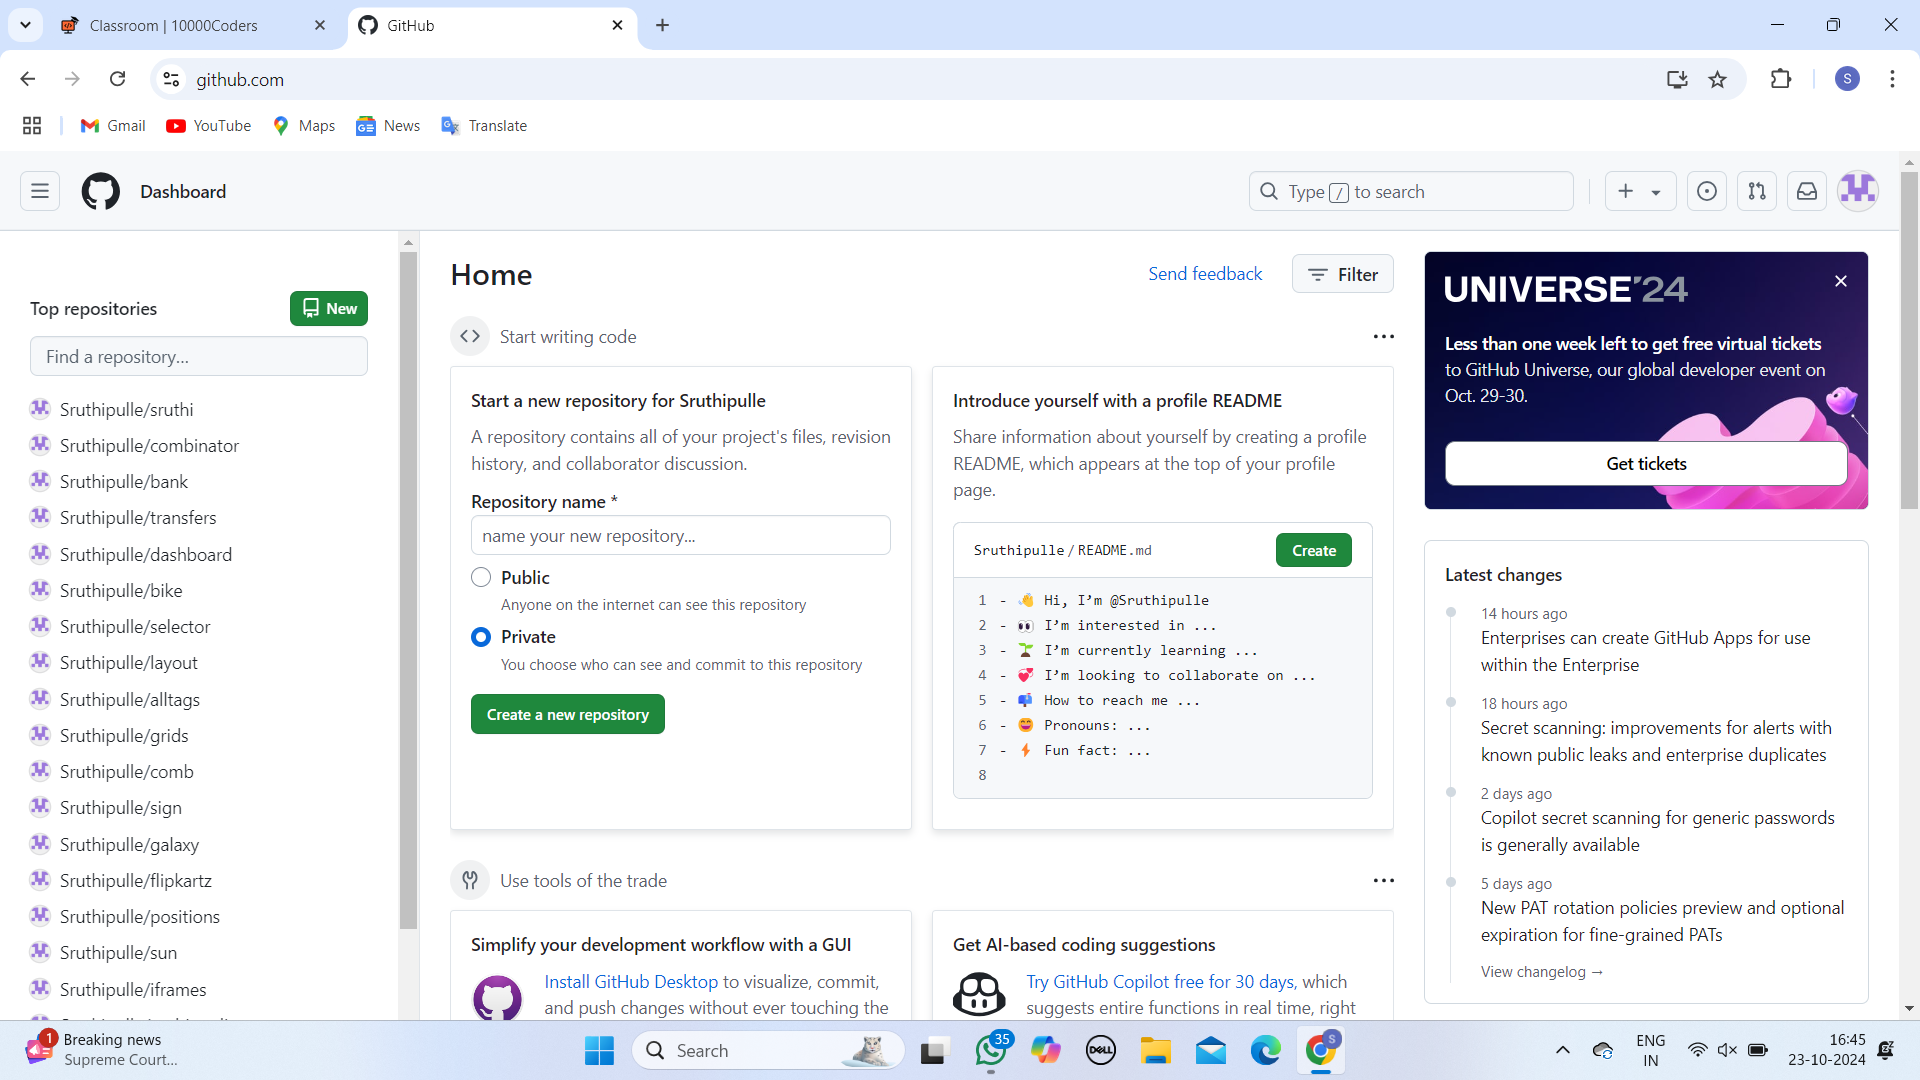 Classroom | 10000Coders
GitHub
github.com
S
Gmail
YouTube
Maps
News
Translate
Dashboard
Type / to search
Top repositories
New
Find a repository...
Sruthipulle/sruthi
Sruthipulle/combinator
Sruthipulle/bank
Sruthipulle/transfers
Sruthipulle/dashboard
Sruthipulle/bike
Sruthipulle/selector
Sruthipulle/layout
Sruthipulle/alltags
Sruthipulle/grids
Sruthipulle/comb
Sruthipulle/sign
Sruthipulle/galaxy
Sruthipulle/flipkartz
Sruthipulle/positions
Sruthipulle/sun
Sruthipulle/iframes
Home
Send feedback
Filter
Start writing code
Start a new repository for Sruthipulle
A repository contains all of your project's files, revision
history, and collaborator discussion.
Repository name *
name your new repository...
Public
Anyone on the internet can see this repository
Private
You choose who can see and commit to this repository
Create a new repository
Introduce yourself with a profile README
Share information about yourself by creating a profile
README, which appears at the top of your profile
page.
Sruthipulle / README.md
Create
1 - 👋 Hi, I’m @Sruthipulle
2 - 👀 I’m interested in ...
3 - 🌱 I’m currently learning ...
4 - 💞️ I’m looking to collaborate on ...
5 - 📫 How to reach me ...
6 - 😄 Pronouns: ...
7 - ⚡ Fun fact: ...
8
Use tools of the trade
Simplify your development workflow with a GUI
Install GitHub Desktop to visualize, commit,
and push changes without ever touching the
Get AI-based coding suggestions
Try GitHub Copilot free for 30 days, which
suggests entire functions in real time, right
UNIVERSE'24
Less than one week left to get free virtual tickets
to GitHub Universe, our global developer event on
Oct. 29-30.
Get tickets
Latest changes
14 hours ago
Enterprises can create GitHub Apps for use
within the Enterprise
18 hours ago
Secret scanning: improvements for alerts with
known public leaks and enterprise duplicates
2 days ago
Copilot secret scanning for generic passwords
is generally available
5 days ago
New PAT rotation policies preview and optional
expiration for fine-grained PATs
View changelog →
1
Breaking news
Supreme Court...
Search
35
DELL
S
ENG
IN
16:45
23-10-2024